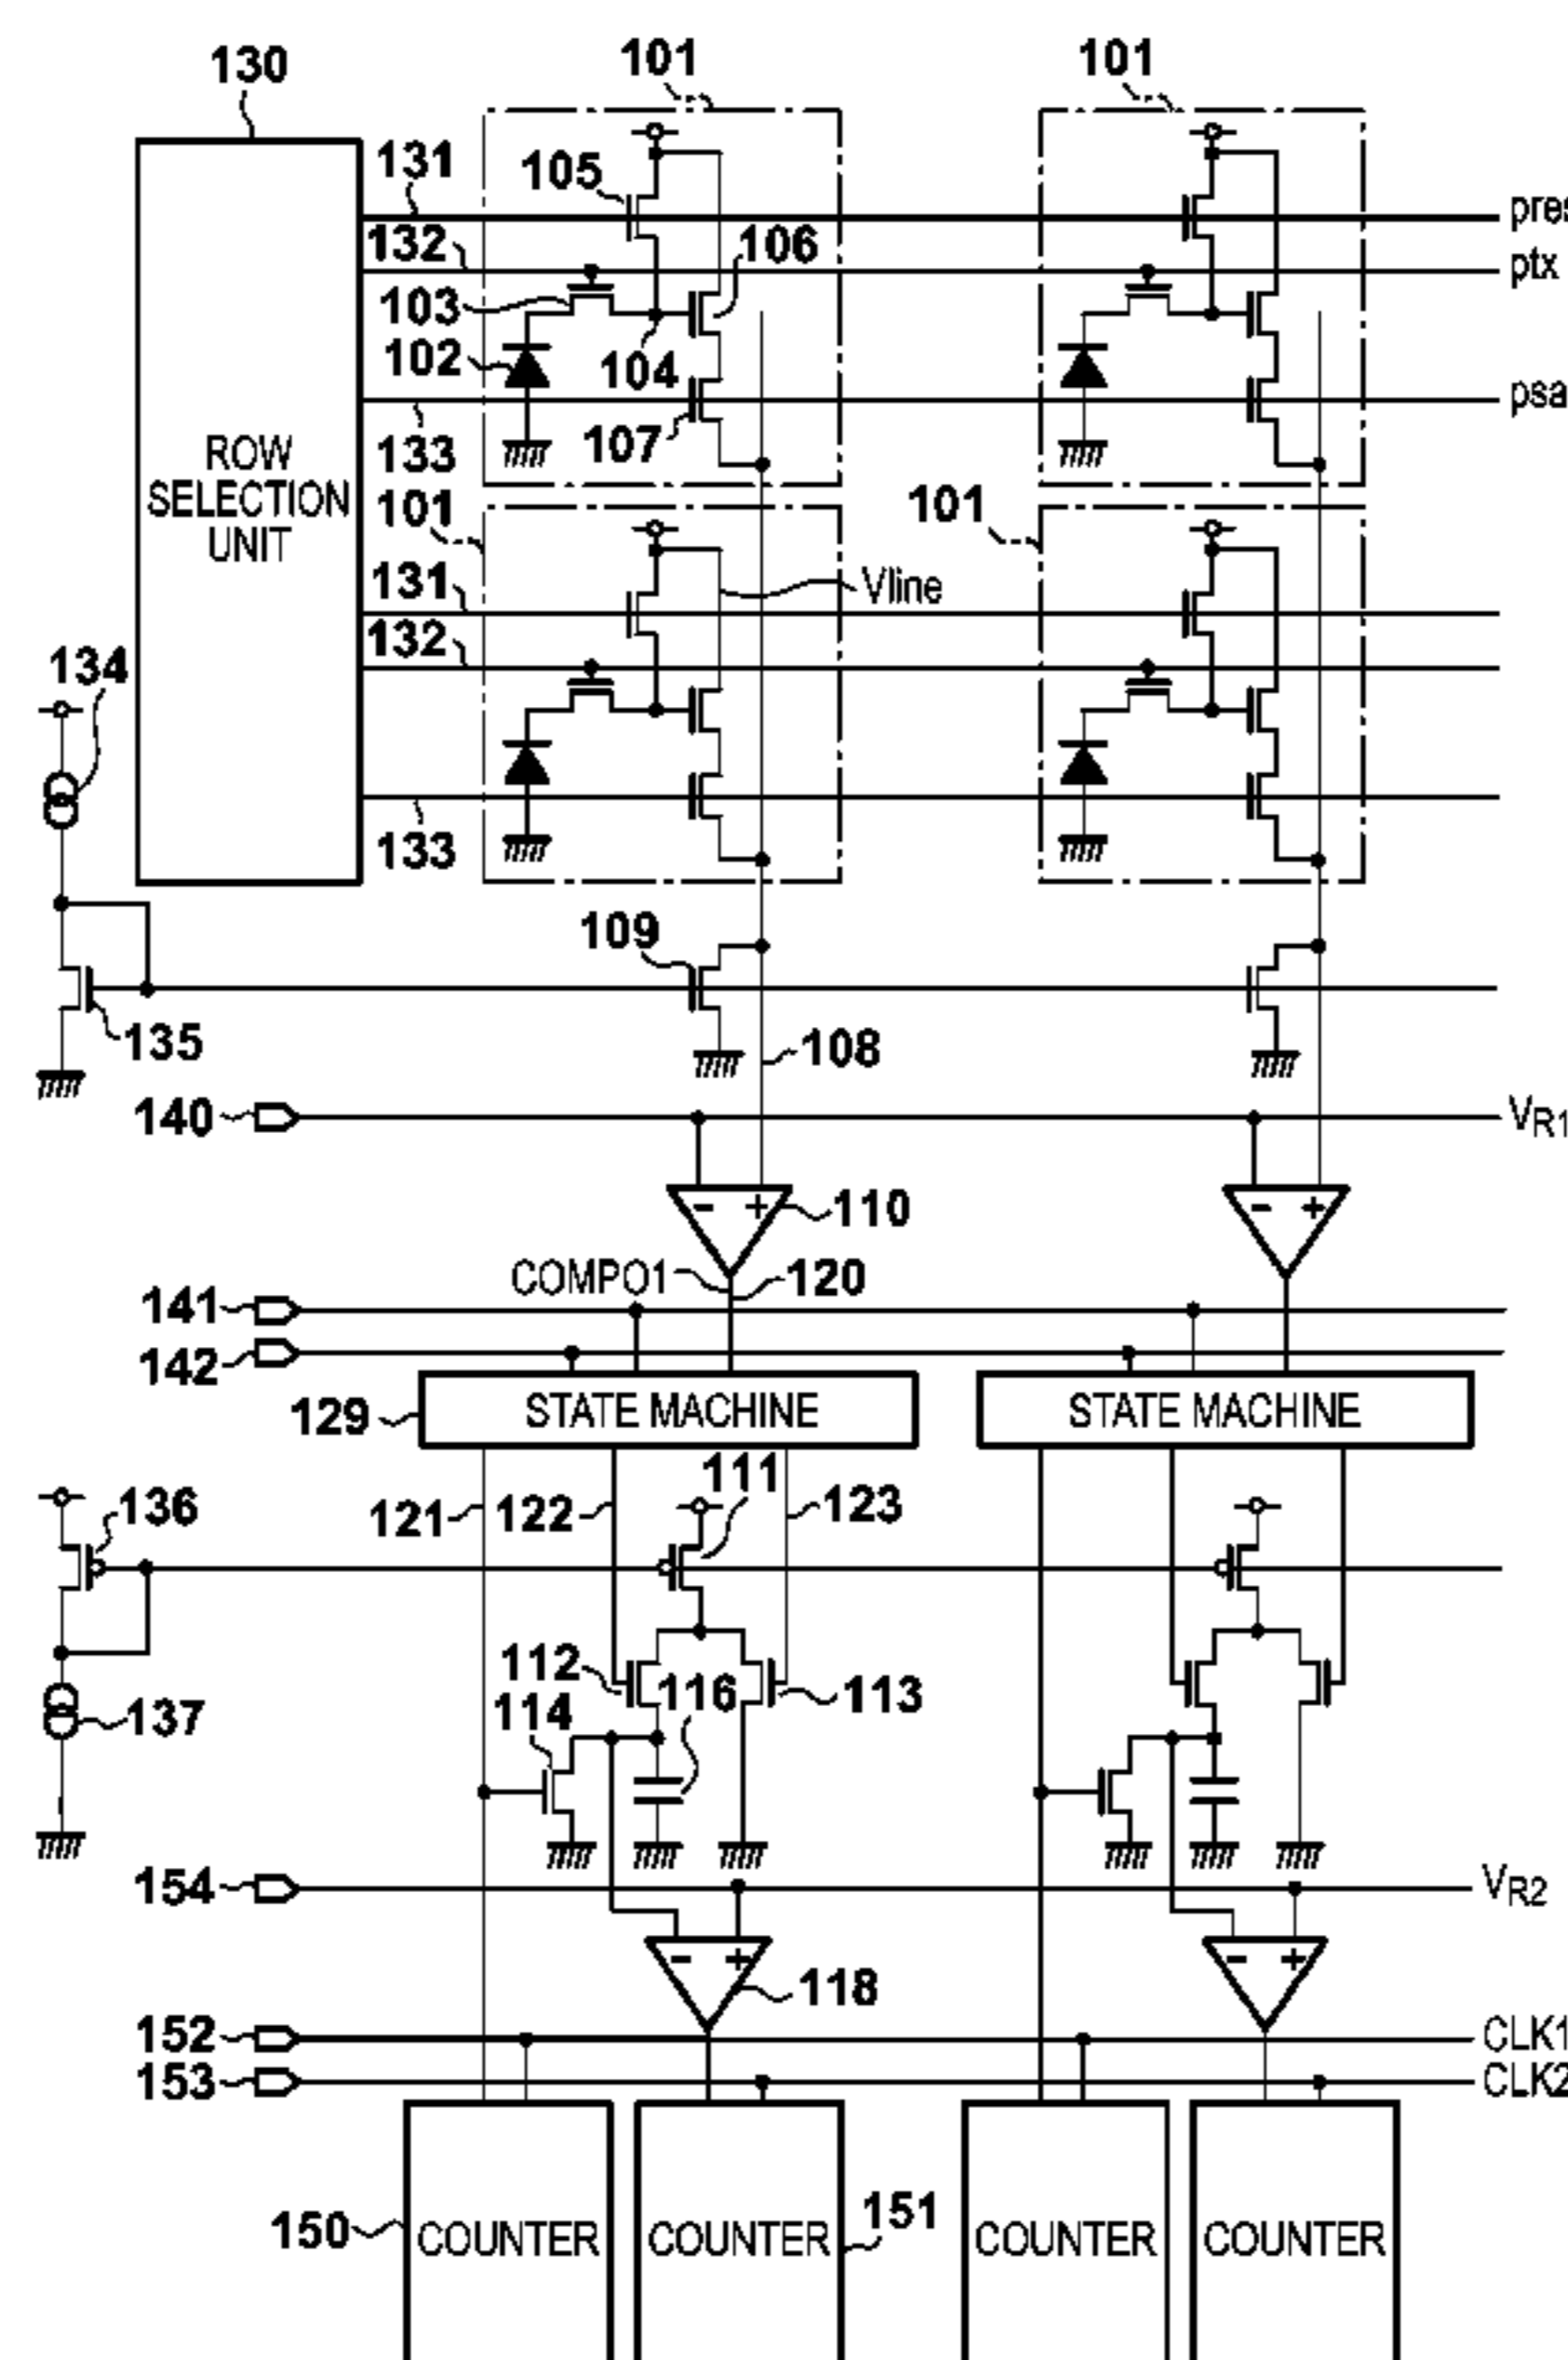 130
101
101
131
105
pres
132
106
ptx
103
102
104
psa
107
133
ROW
SELECTION
UNIT
101
101
131
Vline
132
134
133
109
135
108
140
VR1
- +
110
- +
COMPO1
120
141
142
129
STATE MACHINE
STATE MACHINE
136
121
122
111
123
112
116
113
114
137
154
VR2
- +
118
- +
152
CLK1
153
CLK2
150
COUNTER
COUNTER
151
COUNTER
COUNTER